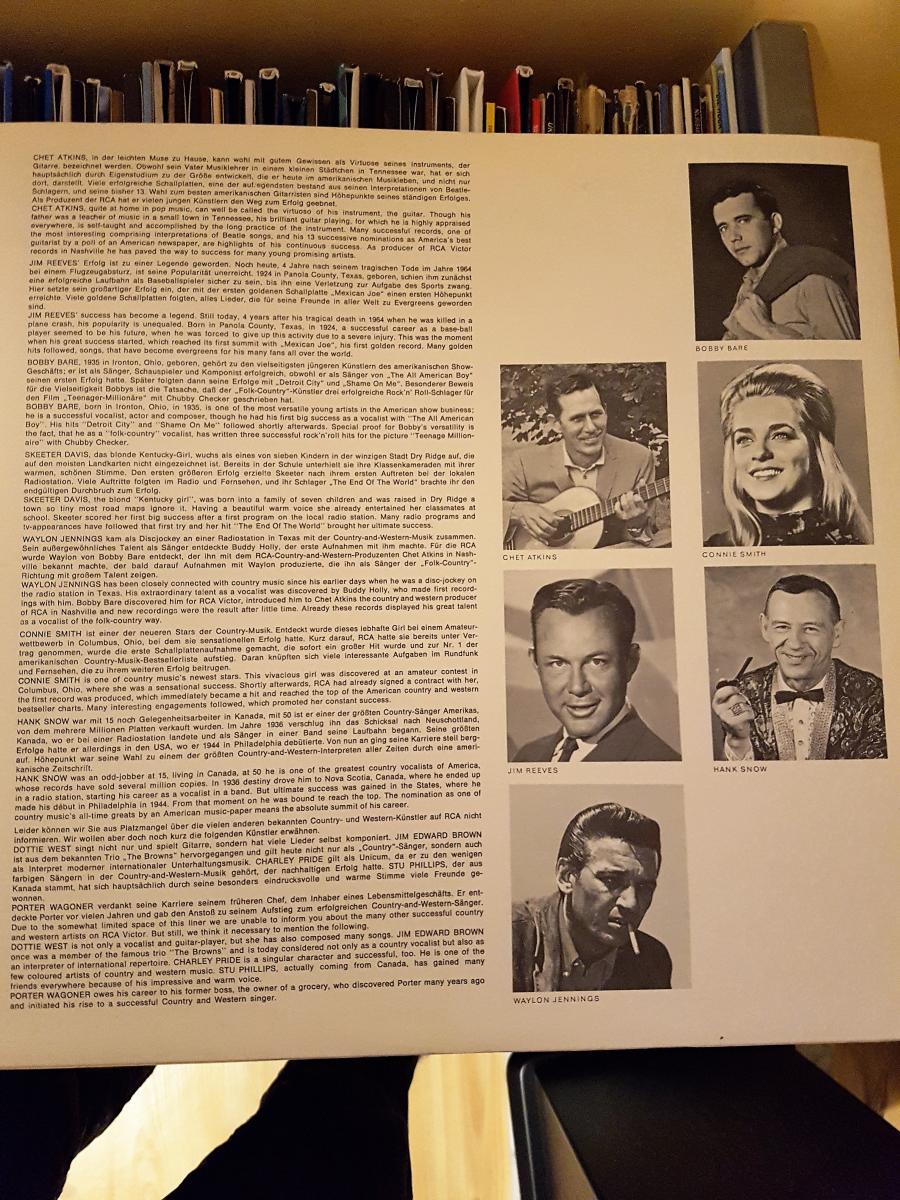 CHET ATKINS, in der leichten Muse zu Hause, kann wohl mit gutem Gewissen als Virtuose seines Instruments, der
Gitarre, bezeichnet werden. Obwohl sein Vater Musiklehrer in einem kleinen Städtchen in Tennessee war, hat er sich
hauptsächlich durch Eigenstudium zu der Größe entwickelt, die er heute im amerikanischen Musikleben, und nicht nur
dort, darstellt. Viele erfolgreiche Schallplatten, eine der aufregendsten bestand aus seinen Interpretationen von Beatle-
Schlagern, und seine bisher 13. Wahl zum besten amerikanischen Gitarristen sind Höhepunkte seines ständigen Erfolges.
Als Produzent der RCA hat er vielen jungen Künstlern den Weg zum Erfolg geebnet.
CHET ATKINS, quite at home in pop music, can well be called the virtuoso of his instrument, the guitar. Though his
father was a teacher of music in a small town in Tennessee, his brilliant guitar playing, for which he is highly appraised
everywhere, is self-taught and accomplished by the long practice of the instrument. Many successful records, one of
the most interesting comprising interpretations of Beatle songs, and his 13 successive nominations as America's best
guitarist by a poll of an American newspaper, are highlights of his continuous success. As producer of RCA Victor
records in Nashville he has paved the way to success for many young promising artists.
JIM REEVES' Erfolg ist zu einer Legende geworden. Noch heute, 4 Jahre nach seinem tragischen Tode im Jahre 1964
bei einem Flugzeugabsturz, ist seine Popularität unerreicht. 1924 in Panola County, Texas, geboren, schien ihm zunächst
eine erfolgreiche Laufbahn als Baseballspieler sicher zu sein, bis ihn eine Verletzung zur Aufgabe des Sports zwang.
Hier setzte sein großartiger Erfolg ein, der mit der ersten goldenen Schallplatte „Mexican Joe" einen ersten Höhepunkt
erreichte. Viele goldene Schallplatten folgten, alles Lieder, die für seine Freunde in aller Welt zu Evergreens geworden
sind.
JIM REEVES' success has become a legend. Still today, 4 years after his tragical death in 1964 when he was killed in a
plane crash, his popularity is unequaled. Born in Panola County, Texas, in 1924, a successful career as a base-ball
player seemed to be his future, when he was forced to give up this activity due to a severe injury. This was the moment
when his great success started, which reached its first summit with „Mexican Joe", his first golden record. Many golden
hits followed, songs, that have become evergreens for his many fans all over the world.
BOBBY BARE, 1935 in Ironton, Ohio, geboren, gehört zu den vielseitigsten jüngeren Künstlern des amerikanischen Show-
Geschäfts; er ist als Sänger, Schauspieler und Komponist erfolgreich, obwohl er als Sänger von „The All American Boy"
seinen ersten Erfolg hatte. Später folgten dann seine Erfolge mit „Detroit City" und „Shame On Me". Besonderer Beweis
für die Vielseitigkeit Bobbys ist die Tatsache, daß der „Folk-Country"-Künstler drei erfolgreiche Rock'n' Roll-Schlager für
den Film „Teenager-Millionäre" mit Chubby Checker geschrieben hat.
BOBBY BARE, born in Ironton, Ohio, in 1935, is one of the most versatile young artists in the American show business;
he is a successful vocalist, actor and composer, though he had his first big success as a vocalist with "The All American
Boy". His hits "Detroit City" and "Shame On Me" followed shortly afterwards. Special proof for Bobby's versatility is
the fact, that he as a "folk-country" vocalist, has written three successful rock'n'roll hits for the picture "Teenage Million-
aire" with Chubby Checker.
SKEETER DAVIS, das blonde Kentucky-Girl, wuchs als eines von sieben Kindern in der winzigen Stadt Dry Ridge auf, die
auf den meisten Landkarten nicht eingezeichnet ist. Bereits in der Schule unterhielt sie ihre Klassenkameraden mit ihrer
warmen, schönen Stimme. Den ersten größeren Erfolg erzielte Skeeter nach ihrem ersten Auftreten bei der lokalen
Radiostation. Viele Auftritte folgten im Radio und Fernsehen, und ihr Schlager „The End Of The World" brachte ihr den
endgültigen Durchbruch zum Erfolg.
SKEETER DAVIS, the blond "Kentucky girl", was born into a family of seven children and was raised in Dry Ridge a
town so tiny most road maps ignore it. Having a beautiful warm voice she already entertained her classmates at
school. Skeeter scored her first big success after a first program on the local radio station. Many radio programs and
tv-appearances have followed that first try and her hit "The End Of The World" brought her ultimate success.
WAYLON JENNINGS kam als Discjockey an einer Radiostation in Texas mit der Country-and-Western-Musik zusammen.
Sein außergewöhnliches Talent als Sänger entdeckte Buddy Holly, der erste Aufnahmen mit ihm machte. Für die RCA
wurde Waylon von Bobby Bare entdeckt, der ihn mit dem RCA-Country-and-Western-Produzenten Chet Atkins in Nash-
ville bekannt machte, der bald darauf Aufnahmen mit Waylon produzierte, die ihn als Sänger der „Folk-Country"-
Richtung mit großem Talent zeigen.
WAYLON JENNINGS has been closely connected with country music since his earlier days when he was a disc-jockey on
the radio station in Texas. His extraordinary talent as a vocalist was discovered by Buddy Holly, who made first record-
ings with him. Bobby Bare discovered him for RCA Victor, introduced him to Chet Atkins the country and western producer
of RCA in Nashville and new recordings were the result after little time. Already these records displayed his great talent
as a vocalist of the folk-country way.
CONNIE SMITH ist einer der neueren Stars der Country-Musik. Entdeckt wurde dieses lebhafte Girl bei einem Amateur-
wettbewerb in Columbus, Ohio, bei dem sie sensationellen Erfolg hatte. Kurz darauf, RCA hatte sie bereits unter Ver-
trag genommen, wurde die erste Schallplattenaufnahme gemacht, die sofort ein großer Hit wurde und zur Nr. 1 der
amerikanischen Country-Musik-Bestsellerliste aufstieg. Daran knüpften sich viele interessante Aufgaben im Rundfunk
und Fernsehen, die zu ihrem weiteren Erfolg beitrugen.
CONNIE SMITH is one of country music's newest stars. This vivacious girl was discovered at an amateur contest in
Columbus, Ohio, where she was a sensational success. Shortly afterwards, RCA had already signed a contract with her,
the first record was produced, which immediately became a hit and reached the top of the American country and western
bestseller charts. Many interesting engagements followed, which promoted her constant success.
HANK SNOW war mit 15 noch Gelegenheitsarbeiter in Kanada, mit 50 ist er einer der größten Country-Sänger Amerikas,
von dem mehrere Millionen Platten verkauft wurden. Im Jahre 1936 verschlug ihn das Schicksal nach Neuschottland,
Kanada, wo er bei einer Radiostation landete und als Sänger in einer Band seine Laufbahn begann. Seine größten
Erfolge hatte er allerdings in den USA, wo er 1944 in Philadelphia debütierte. Von nun an ging seine Karriere steil berg-
auf. Höhepunkt war seine Wahl zu einem der größten Country-and-Western-Interpreten aller Zeiten durch eine ameri-
kanische Zeitschrift.
HANK SNOW was an odd-jobber at 15, living in Canada, at 50 he is one of the greatest country vocalists of America,
whose records have sold several million copies. In 1936 destiny drove him to Nova Scotia, Canada, where he ended up
in a radio station, starting his career as a vocalist in a band. But ultimate success was gained in the States, where he
made his début in Philadelphia in 1944. From that moment on he was bound to reach the top. The nomination as one of
country music's all-time greats by an American music-paper means the absolute summit of his career.
Leider können wir Sie aus Platzmangel über die vielen anderen bekannten Country- und Western-Künstler auf RCA nicht
informieren. Wir wollen aber doch noch kurz die folgenden Künstler erwähnen.
DOTTIE WEST singt nicht nur und spielt Gitarre, sondern hat viele Lieder selbst komponiert. JIM EDWARD BROWN
ist aus dem bekannten Trio „The Browns" hervorgegangen und gilt heute nicht nur als „Country"-Sänger, sondern auch
als Interpret moderner internationaler Unterhaltungsmusik. CHARLEY PRIDE gilt als Unicum, da er zu den wenigen
farbigen Sängern in der Country-and-Western-Musik gehört, der nachhaltigen Erfolg hatte. STU PHILLIPS, der aus
Kanada stammt, hat sich hauptsächlich durch seine besonders eindrucksvolle und warme Stimme viele Freunde ge-
wonnen.
PORTER WAGONER verdankt seine Karriere seinem früheren Chef, dem Inhaber eines Lebensmittelgeschäfts. Er ent-
deckte Porter vor vielen Jahren und gab den Anstoß zu seinem Aufstieg zum erfolgreichen Country-and-Western-Sänger.
Due to the somewhat limited space of this liner we are unable to inform you about the many other successful country
and western artists on RCA Victor. But still, we think it necessary to mention the following.
DOTTIE WEST is not only a vocalist and guitar-player, but she has also composed many songs. JIM EDWARD BROWN
once was a member of the famous trio "The Browns" and is today considered not only as a country vocalist but also as
an interpreter of international repertoire. CHARLEY PRIDE is a singular character and successful, too. He is one of the
few coloured artists of country and western music. STU PHILLIPS, actually coming from Canada, has gained many
friends everywhere because of his impressive and warm voice.
PORTER WAGONER owes his career to his former boss, the owner of a grocery, who discovered Porter many years ago
and initiated his rise to a successful Country and Western singer.
BOBBY BARE
CHET ATKINS
CONNIE SMITH
JIM REEVES
HANK SNOW
WAYLON JENNINGS